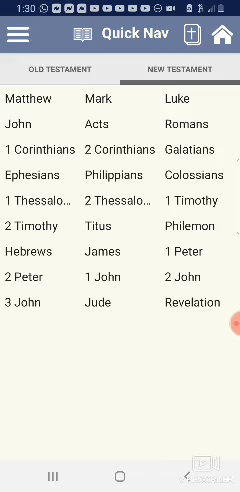 1:30
Quick Nav
OLD TESTAMENT NEW TESTAMENT
Matthew Mark Luke
John Acts Romans
1 Corinthians 2 Corinthians Galatians
Ephesians Philippians Colossians
1 Thessalo... 2 Thessalo... 1 Timothy
2 Timothy Titus Philemon
Hebrews James 1 Peter
2 Peter 1 John 2 John
3 John Jude Revelation